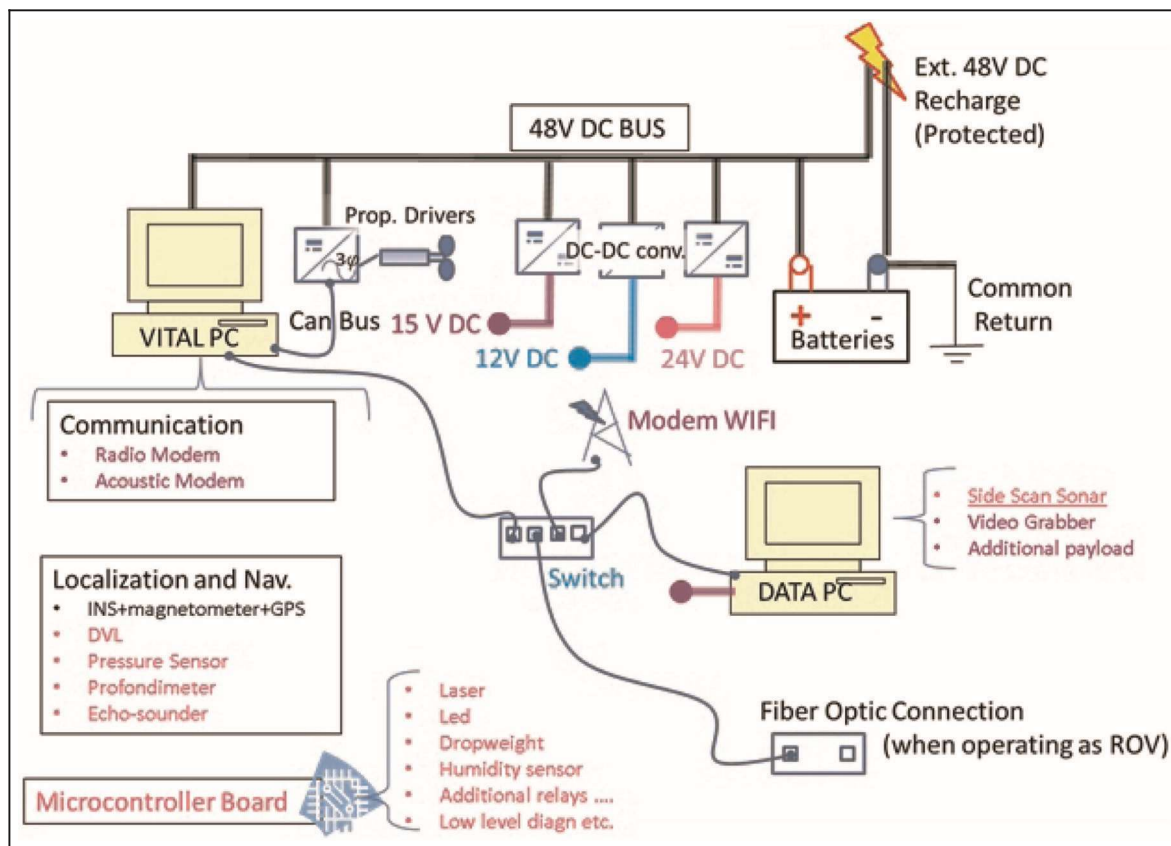 Ext. 48V DC
Recharge
(Protected)
48V DC BUS
Prop. Drivers
3φ
DC-DC conv.
Can Bus
15 V DC
12V DC
24V DC
+
-
Batteries
Common
Return
VITAL PC
Communication
• Radio Modem
• Acoustic Modem
Modem WIFI
Switch
DATA PC
• Side Scan Sonar
• Video Grabber
• Additional payload
Localization and Nav.
• INS+magnetometer+GPS
• DVL
• Pressure Sensor
• Profondimeter
• Echo-sounder
Microcontroller Board
• Laser
• Led
• Dropweight
• Humidity sensor
• Additional relays ....
• Low level diagn etc.
Fiber Optic Connection
(when operating as ROV)